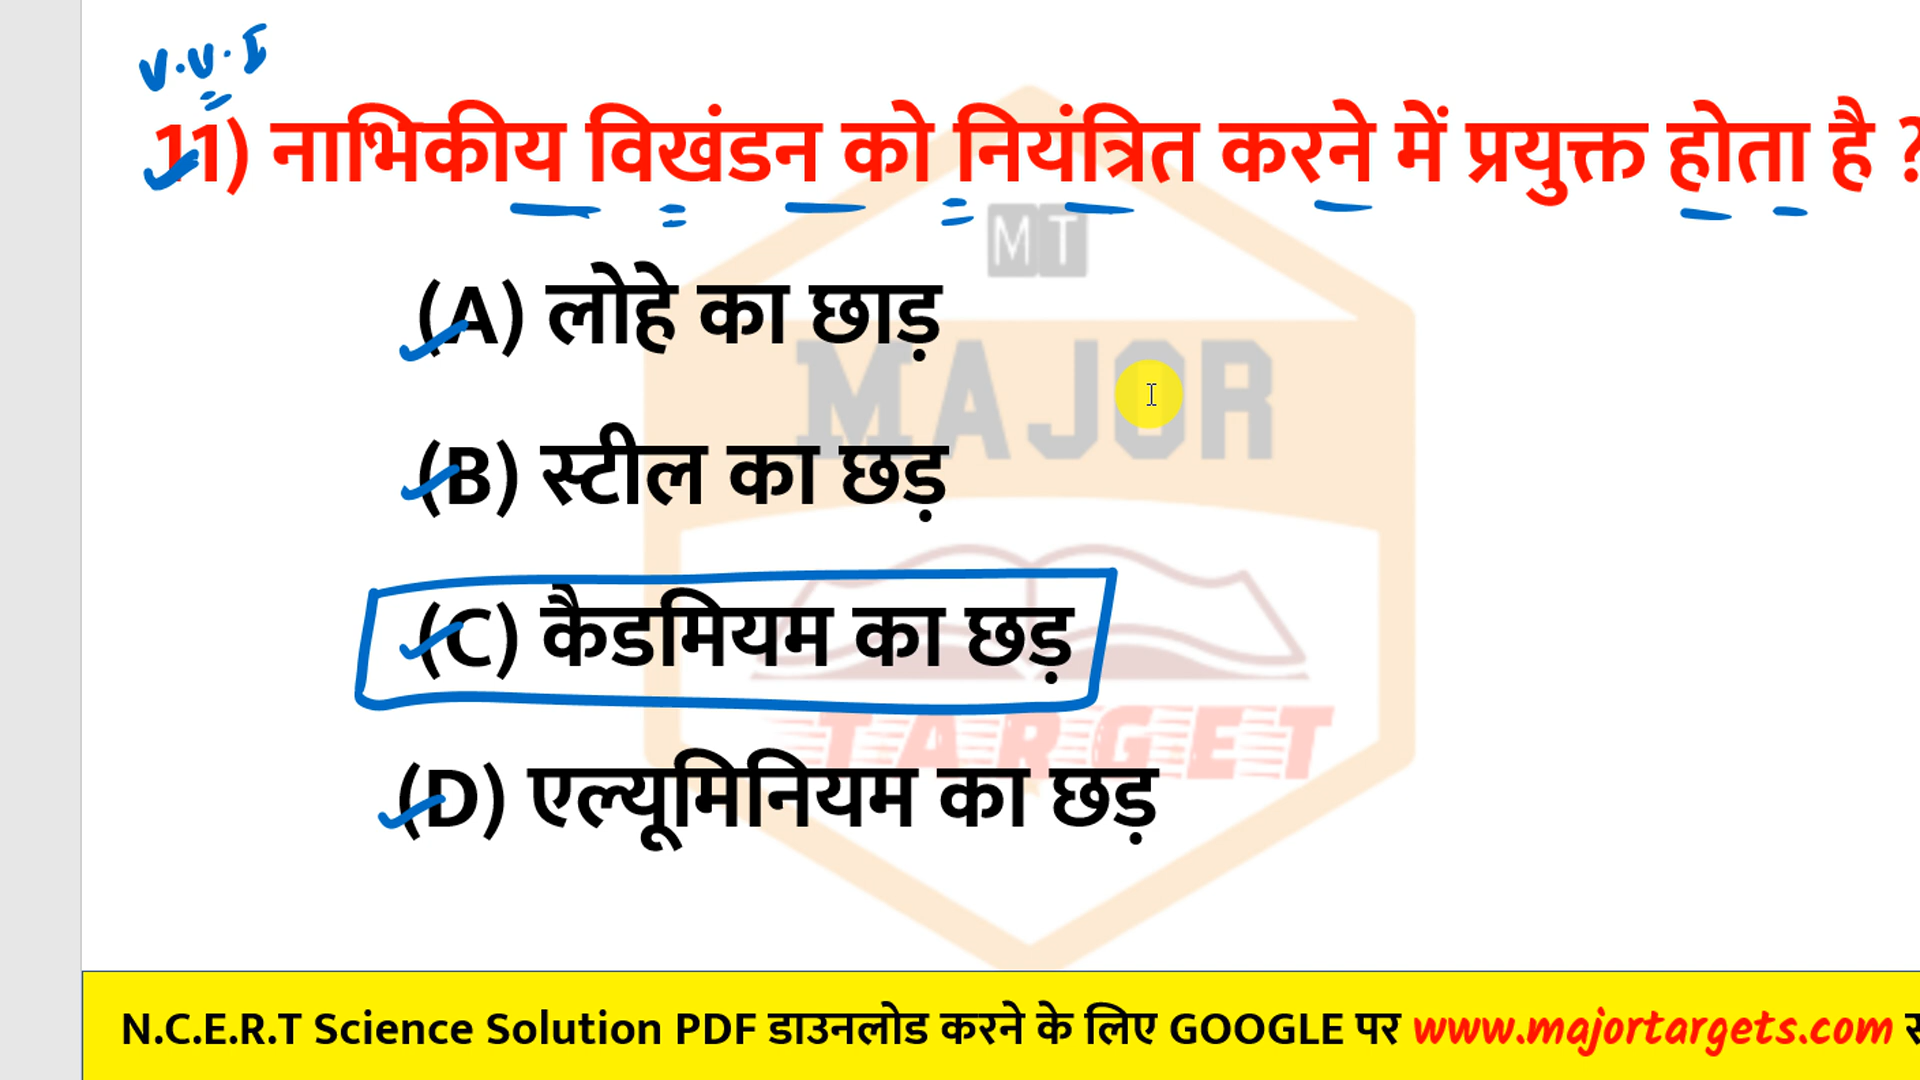 V.V.I
11) नाभिकीय विखंडन को नियंत्रित करने में प्रयुक्त होता है ?
MT
(A) लोहे का छाड़
MAJOR
(B) स्टील का छड़
(C) कैडमियम का छड़
TARGET
(D) एल्यूमिनियम का छड़
N.C.E.R.T Science Solution PDF डाउनलोड करने के लिए GOOGLE पर www.majortargets.com